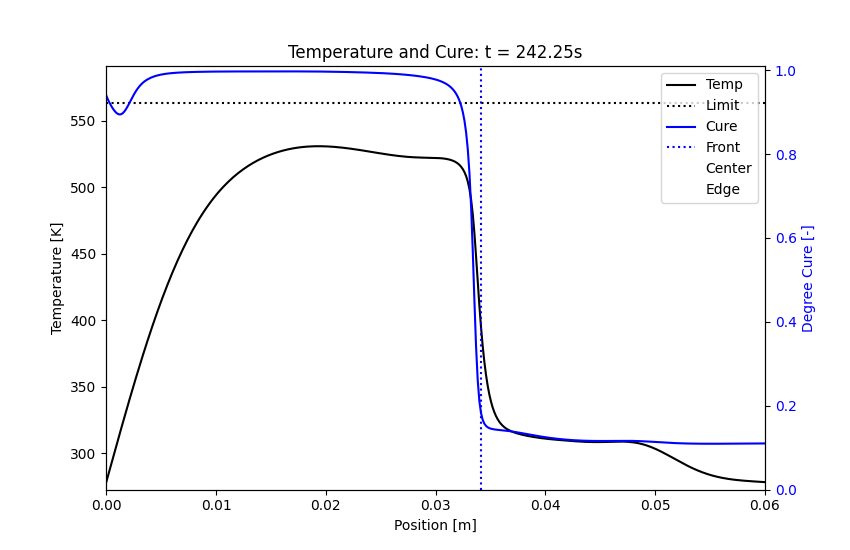 Temperature and Cure: t = 242.25s
Temp
Limit
Cure
Front
Center
Edge
Temperature [K]
550
500
450
400
350
300
Degree Cure [-]
1.0
0.8
0.6
0.4
0.2
0.0
0.00 0.01 0.02 0.03 0.04 0.05 0.06
Position [m]